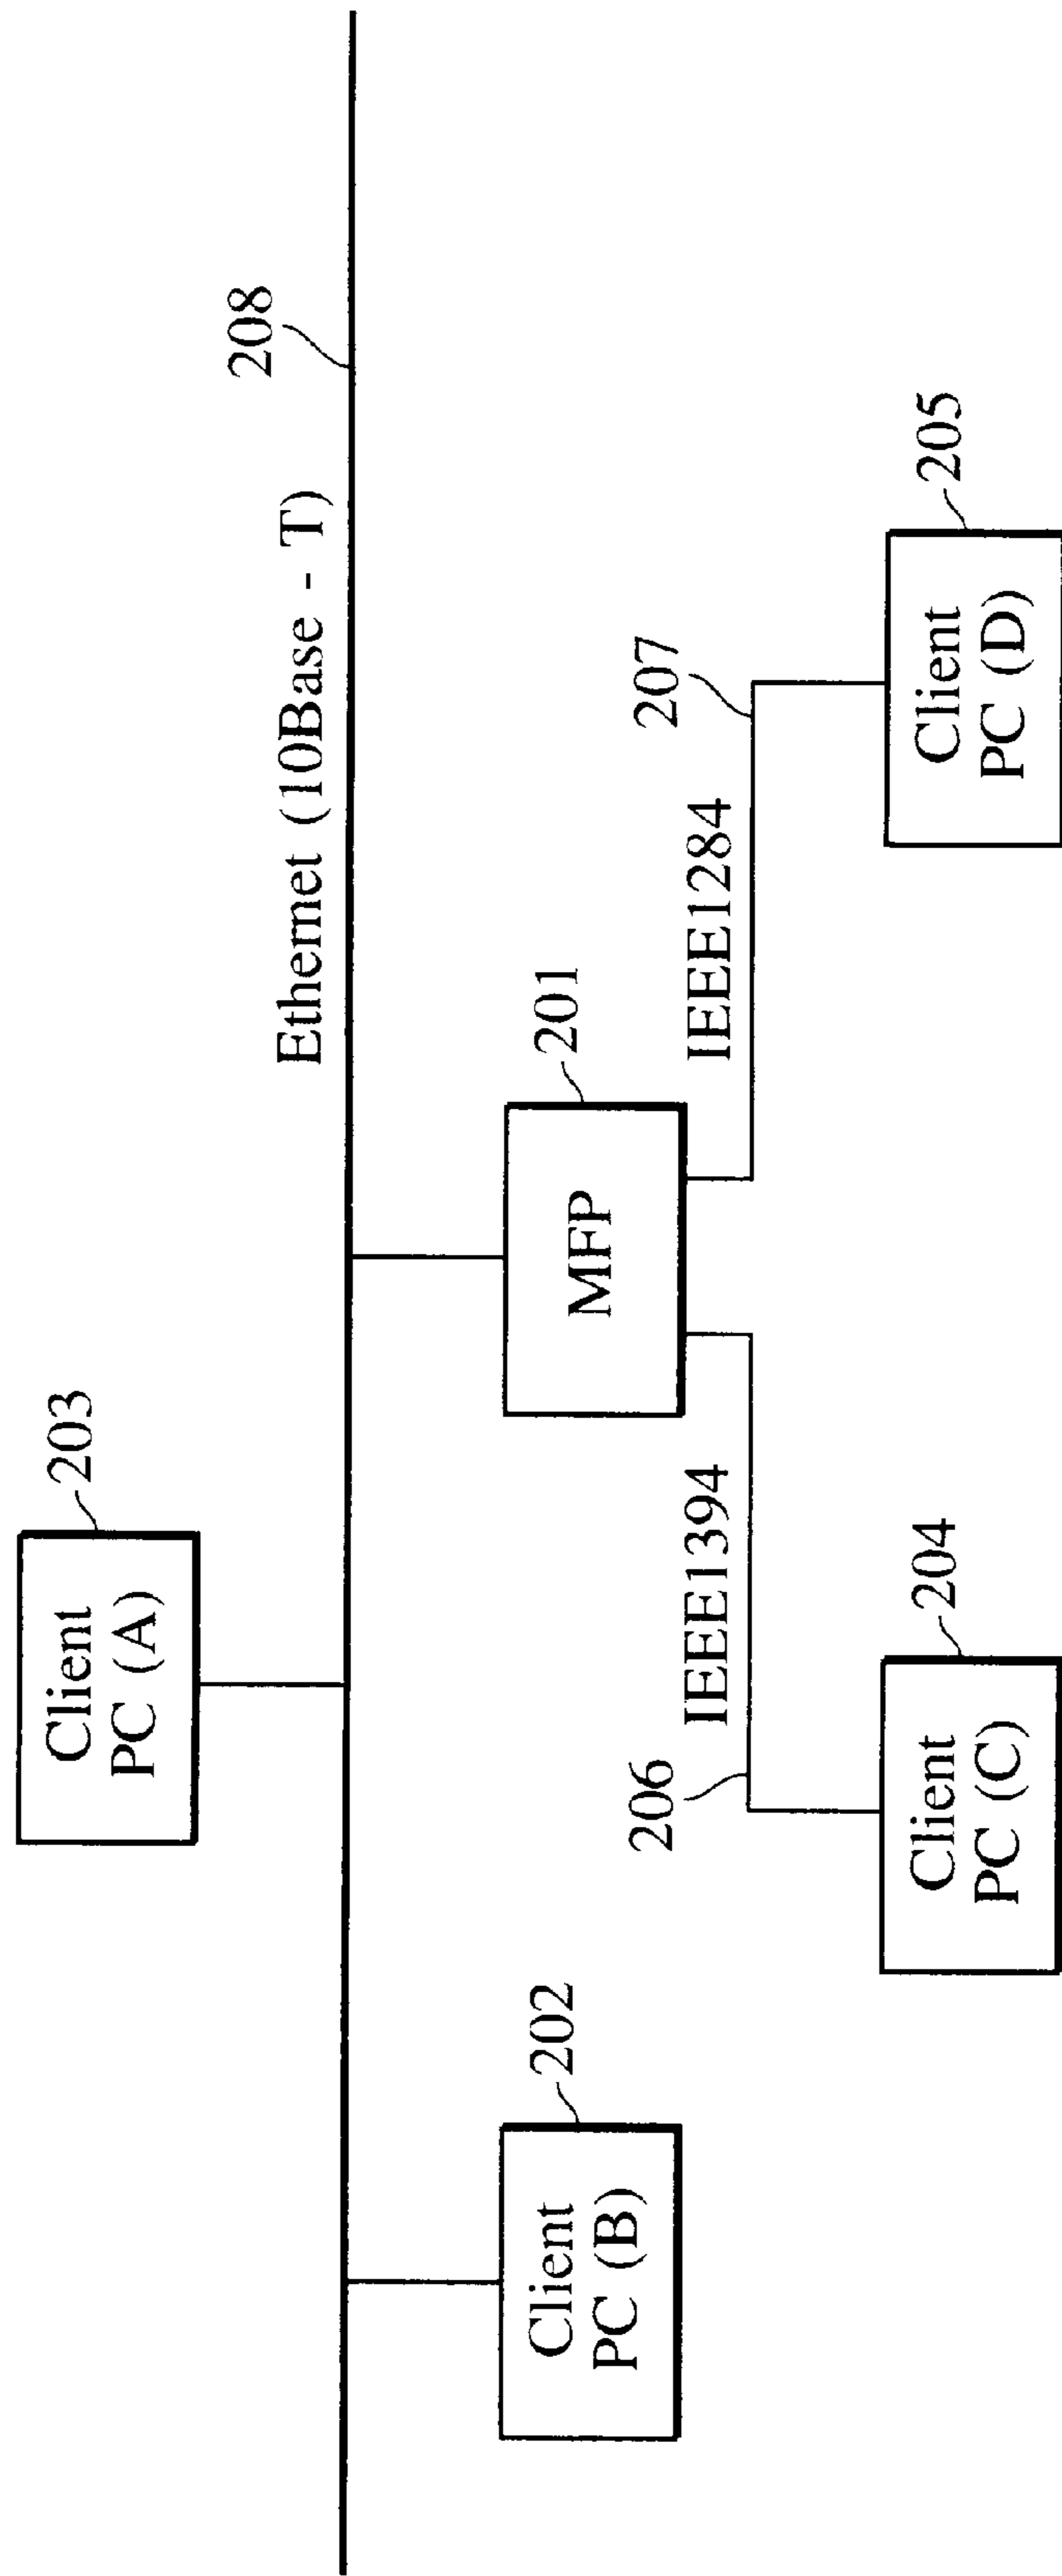 203
Client
PC (A)
208
Ethernet (10Base - T)
202
Client
PC (B)
201
MFP
206
IEEE1394
IEEE1284
207
204
Client
PC (C)
205
Client
PC (D)